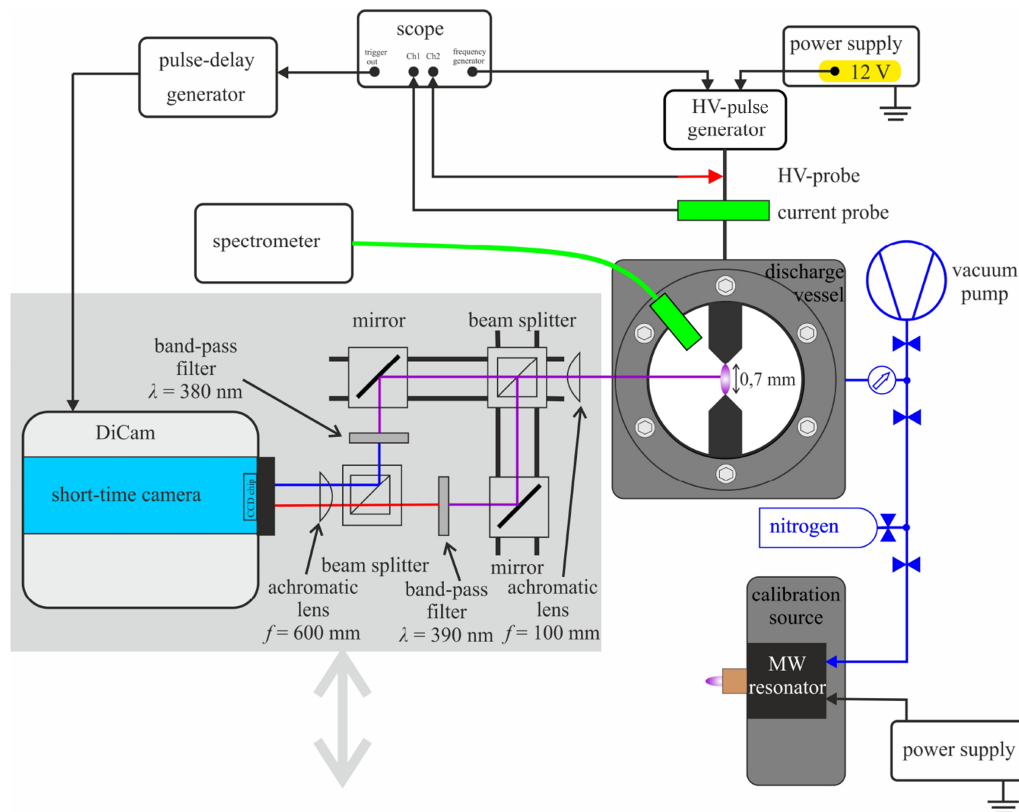 scope
trigger
out
Ch1
Ch2
frequency
generator
pulse-delay
generator
power supply
12 V
HV-pulse
generator
HV-probe
current probe
spectrometer
discharge
vessel
vacuum
pump
0,7 mm
mirror
beam splitter
band-pass
filter
λ = 380 nm
DiCam
short-time camera
CCD chip
beam splitter
mirror
achromatic
lens
f = 600 mm
band-pass
filter
λ = 390 nm
achromatic
lens
f = 100 mm
nitrogen
calibration
source
MW
resonator
power supply